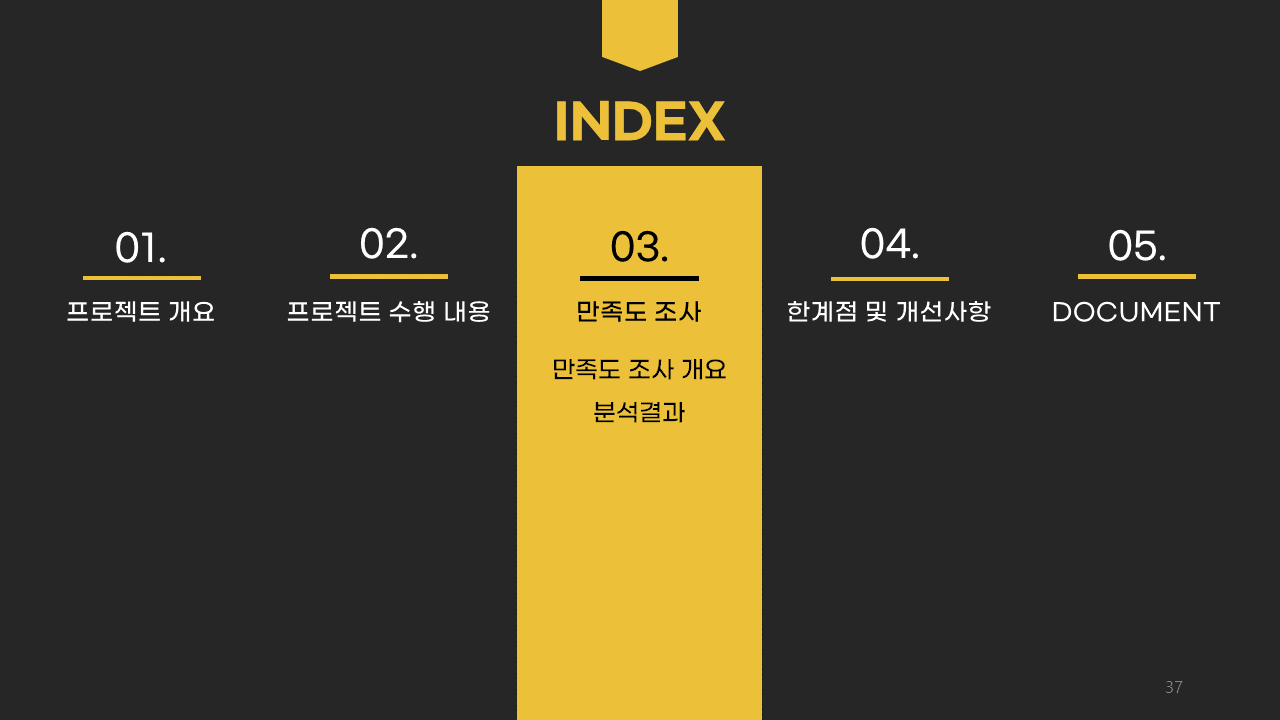 INDEX
01.
프로젝트 개요
02.
프로젝트 수행 내용
03.
만족도 조사
만족도 조사 개요
분석결과
04.
한계점 및 개선사항
05.
DOCUMENT
37